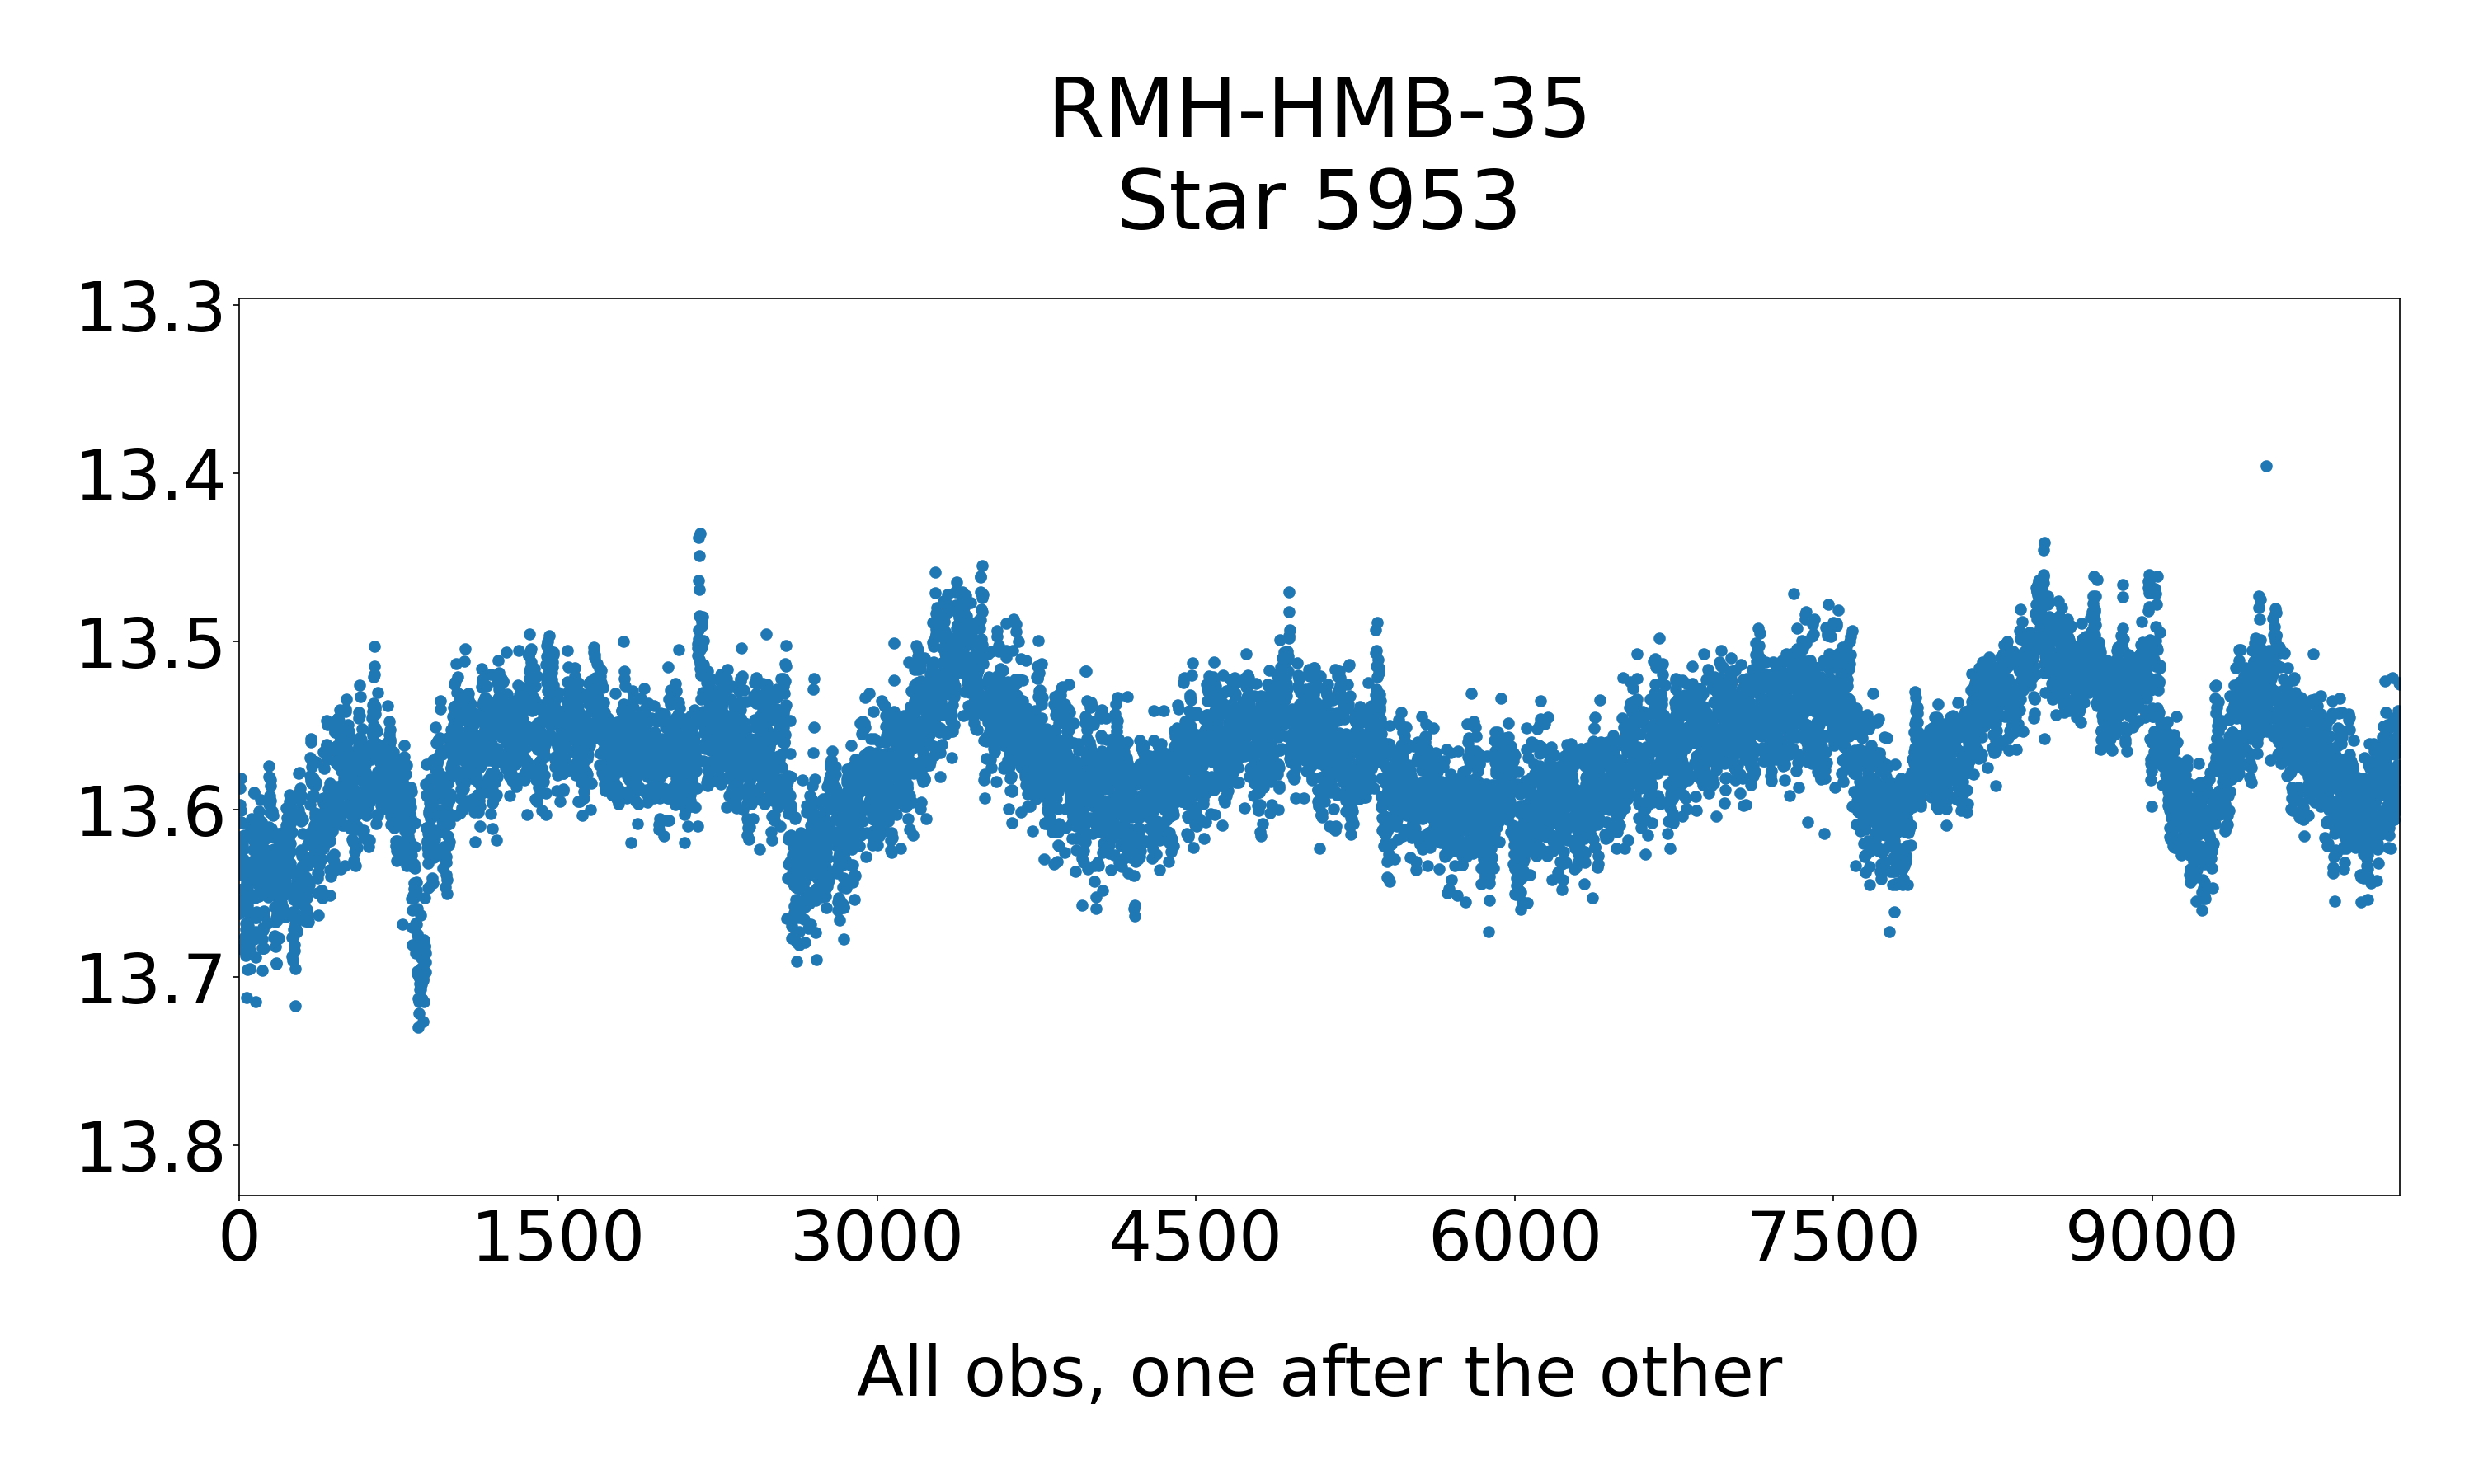 RMH-HMB-35
Star 5953
13.3
13.4
13.5
13.6
13.7
13.8
0 1500 3000 4500 6000 7500 9000
All obs, one after the other